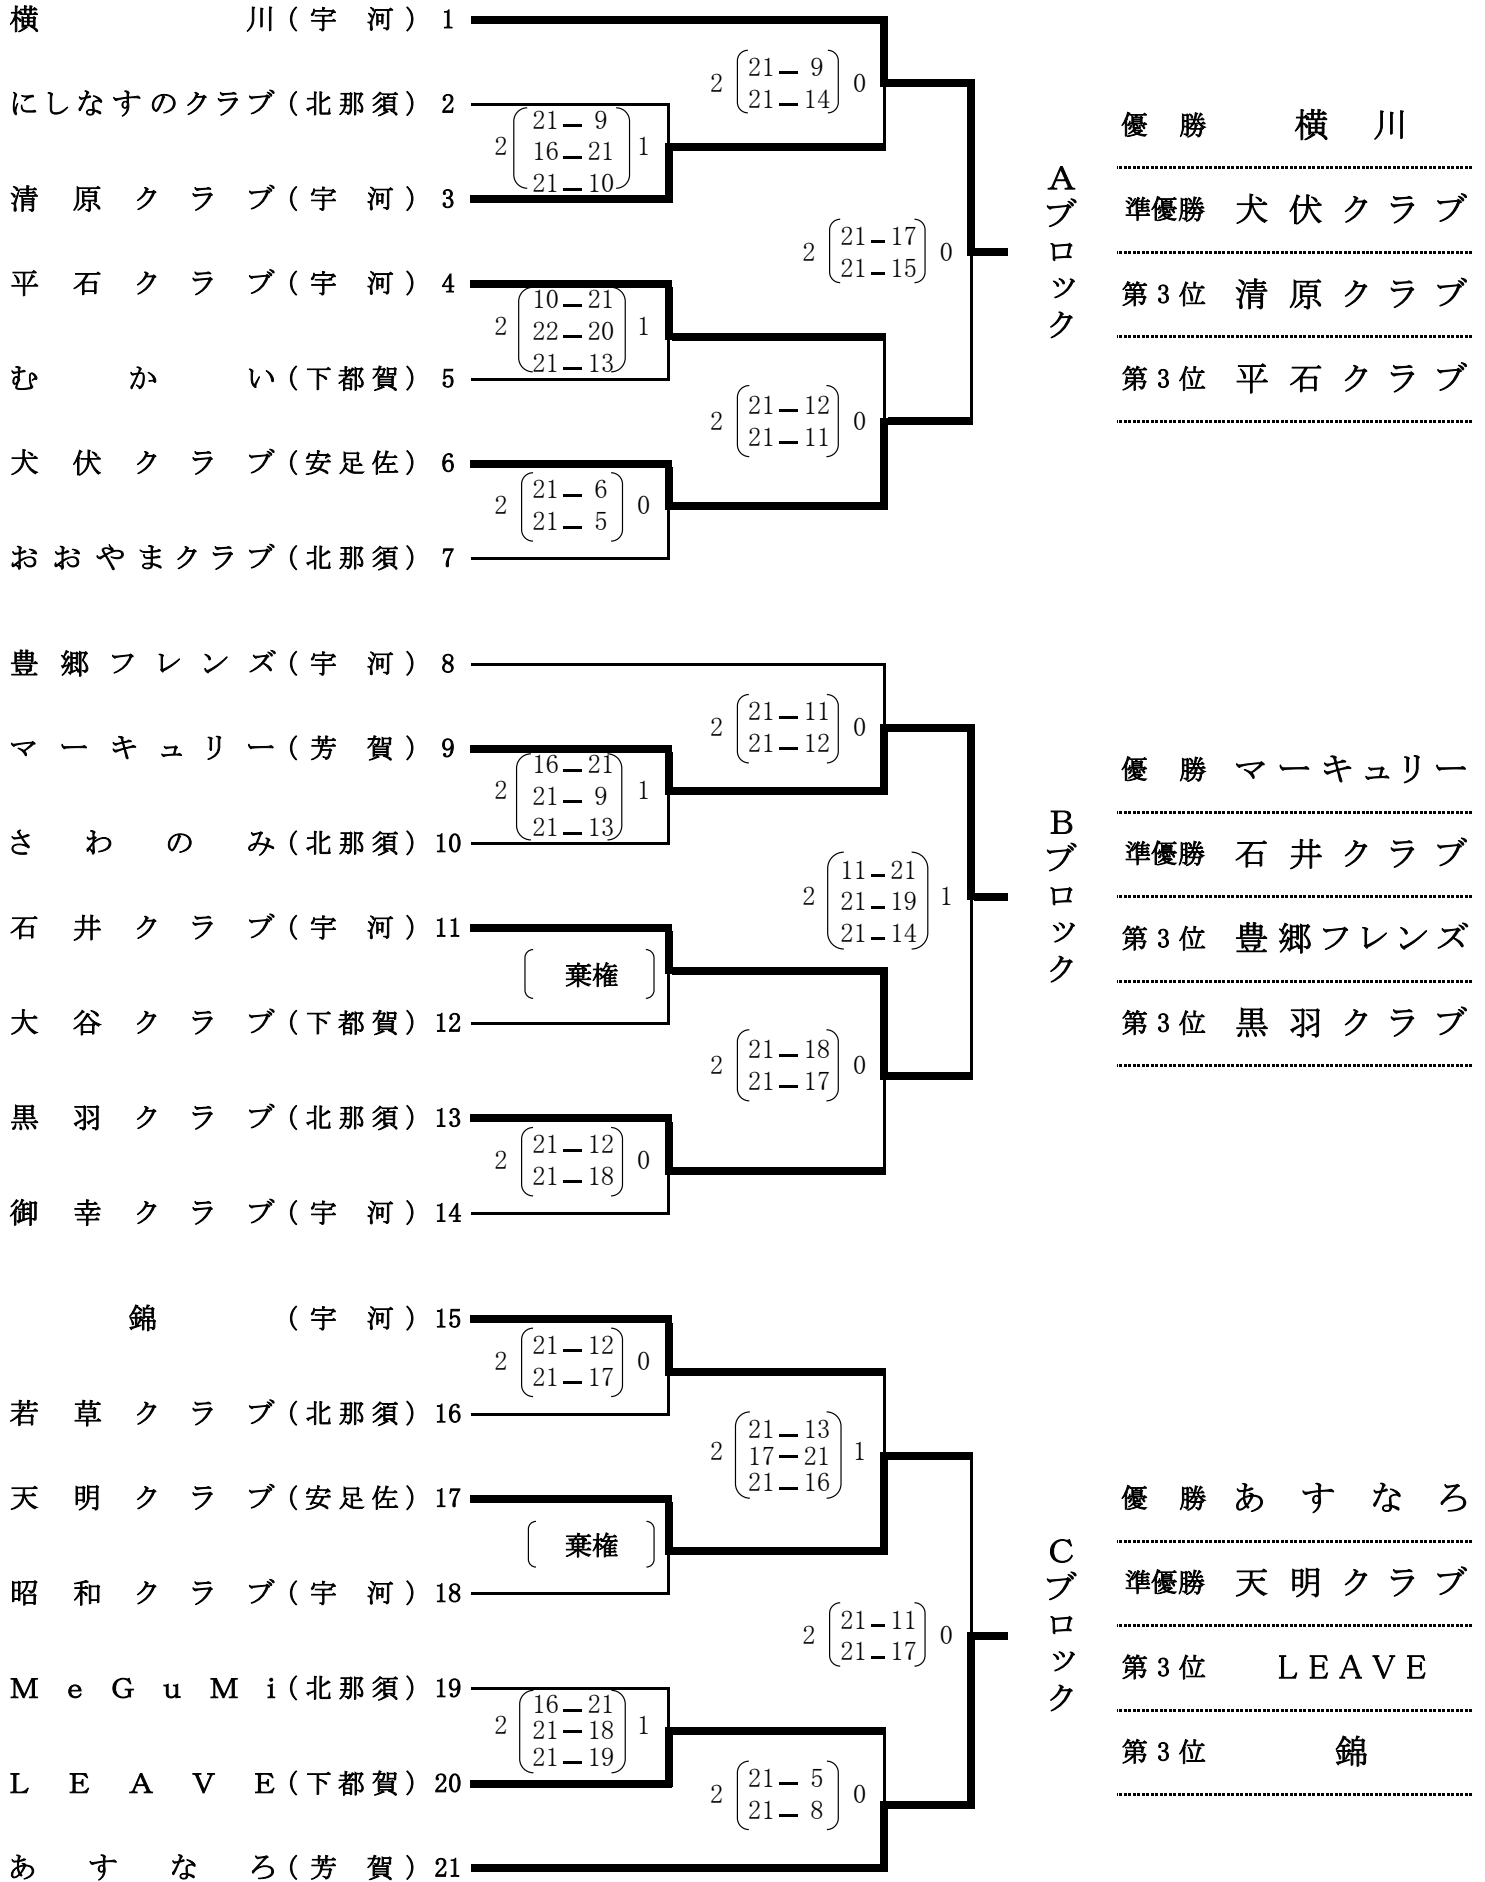 横川(宇河) 1
2 21－9 0
21－14
にしなすのクラブ(北那須) 2
2 21－9 1
16－21
21－10
清原クラブ(宇河) 3
2 21－17 0
21－15
平石クラブ(宇河) 4
2 10－21 1
22－20
21－13
むかい(下都賀) 5
2 21－12 0
21－11
犬伏クラブ(安足佐) 6
2 21－6 0
21－5
おおやまクラブ(北那須) 7
Aブロック
優勝 横川
準優勝 犬伏クラブ
第3位 清原クラブ
第3位 平石クラブ
豊郷フレンズ(宇河) 8
2 21－11 0
21－12
マーキュリー(芳賀) 9
2 16－21 1
21－9
21－13
さわのみ(北那須) 10
2 11－21 1
21－19
21－14
石井クラブ(宇河) 11
棄権
大谷クラブ(下都賀) 12
2 21－18 0
21－17
黒羽クラブ(北那須) 13
2 21－12 0
21－18
御幸クラブ(宇河) 14
Bブロック
優勝 マーキュリー
準優勝 石井クラブ
第3位 豊郷フレンズ
第3位 黒羽クラブ
錦(宇河) 15
2 21－12 0
21－17
若草クラブ(北那須) 16
2 21－13 1
17－21
21－16
天明クラブ(安足佐) 17
棄権
昭和クラブ(宇河) 18
2 21－11 0
21－17
MeGuMi(北那須) 19
2 16－21 1
21－18
21－19
LEAVE(下都賀) 20
2 21－5 0
21－8
あすなろ(芳賀) 21
Cブロック
優勝 あすなろ
準優勝 天明クラブ
第3位 LEAVE
第3位 錦